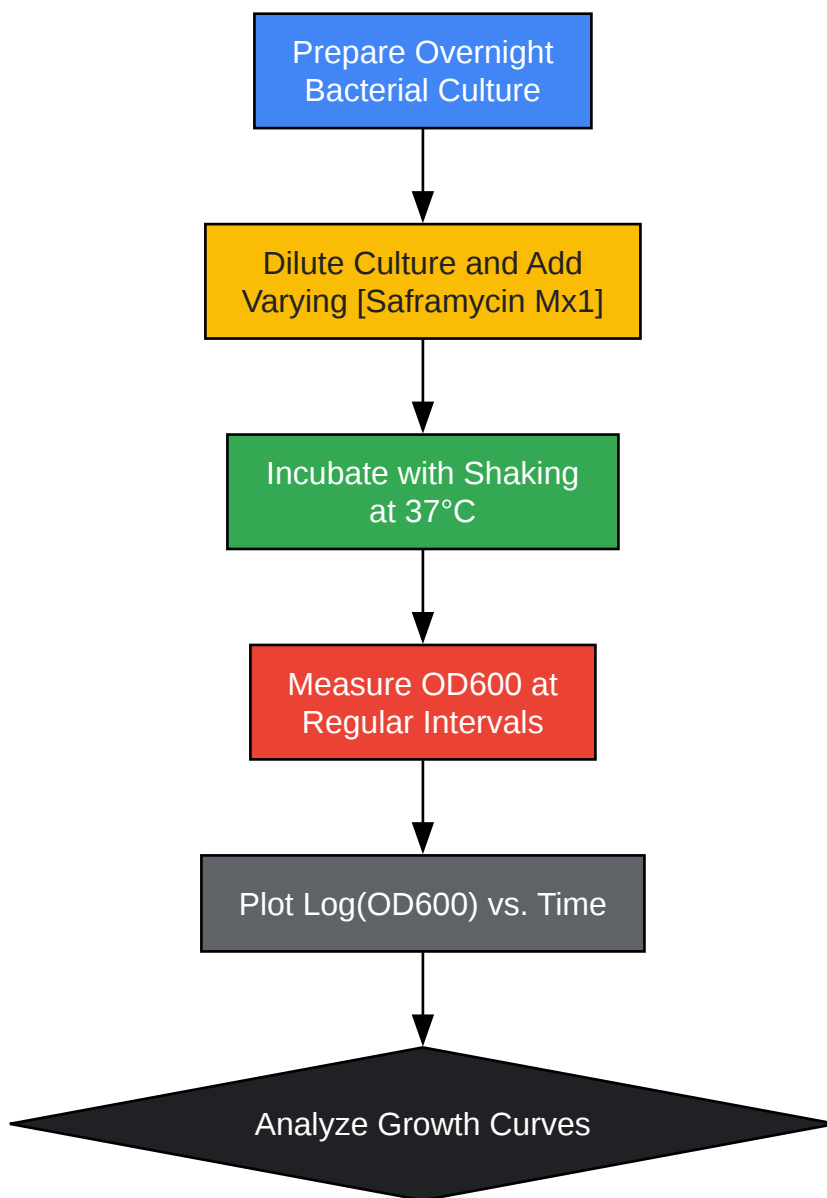 Prepare Overnight
Bacterial Culture
Dilute Culture and Add
Varying [Saframycin Mx1]
Incubate with Shaking
at 37°C
Measure OD600 at
Regular Intervals
Plot Log(OD600) vs. Time
Analyze Growth Curves